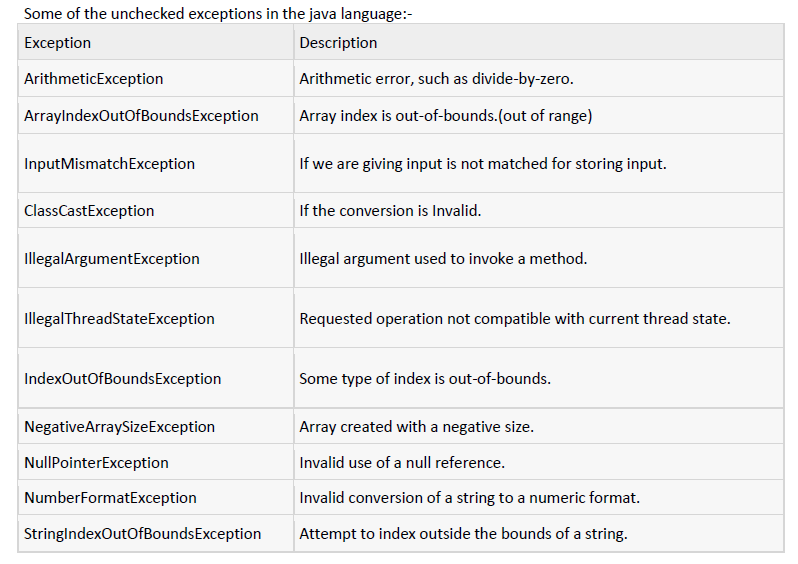 Some of the unchecked exceptions in the java language:-
Exception Description
ArithmeticException Arithmetic error, such as divide-by-zero.
ArrayIndexOutOfBoundsException Array index is out-of-bounds.(out of range)
InputMismatchException If we are giving input is not matched for storing input.
ClassCastException If the conversion is Invalid.
IllegalArgumentException Illegal argument used to invoke a method.
IllegalThreadStateException Requested operation not compatible with current thread state.
IndexOutOfBoundsException Some type of index is out-of-bounds.
NegativeArraySizeException Array created with a negative size.
NullPointerException Invalid use of a null reference.
NumberFormatException Invalid conversion of a string to a numeric format.
StringIndexOutOfBoundsException Attempt to index outside the bounds of a string.